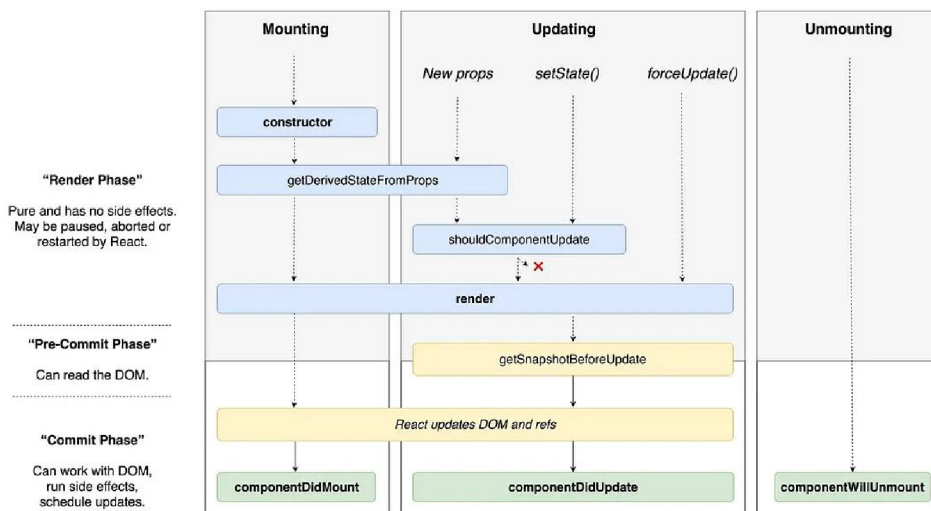 Mounting
Updating
Unmounting
New props
setState()
forceUpdate()
constructor
"Render Phase"
getDerivedStateFromProps
Pure and has no side effects.
May be paused, aborted or
restarted by React.
shouldComponentUpdate
render
"Pre-Commit Phase"
Can read the DOM.
getSnapshotBeforeUpdate
React updates DOM and refs
"Commit Phase"
Can work with DOM,
run side effects,
schedule updates.
componentDidMount
componentDidUpdate
componentWillUnmount